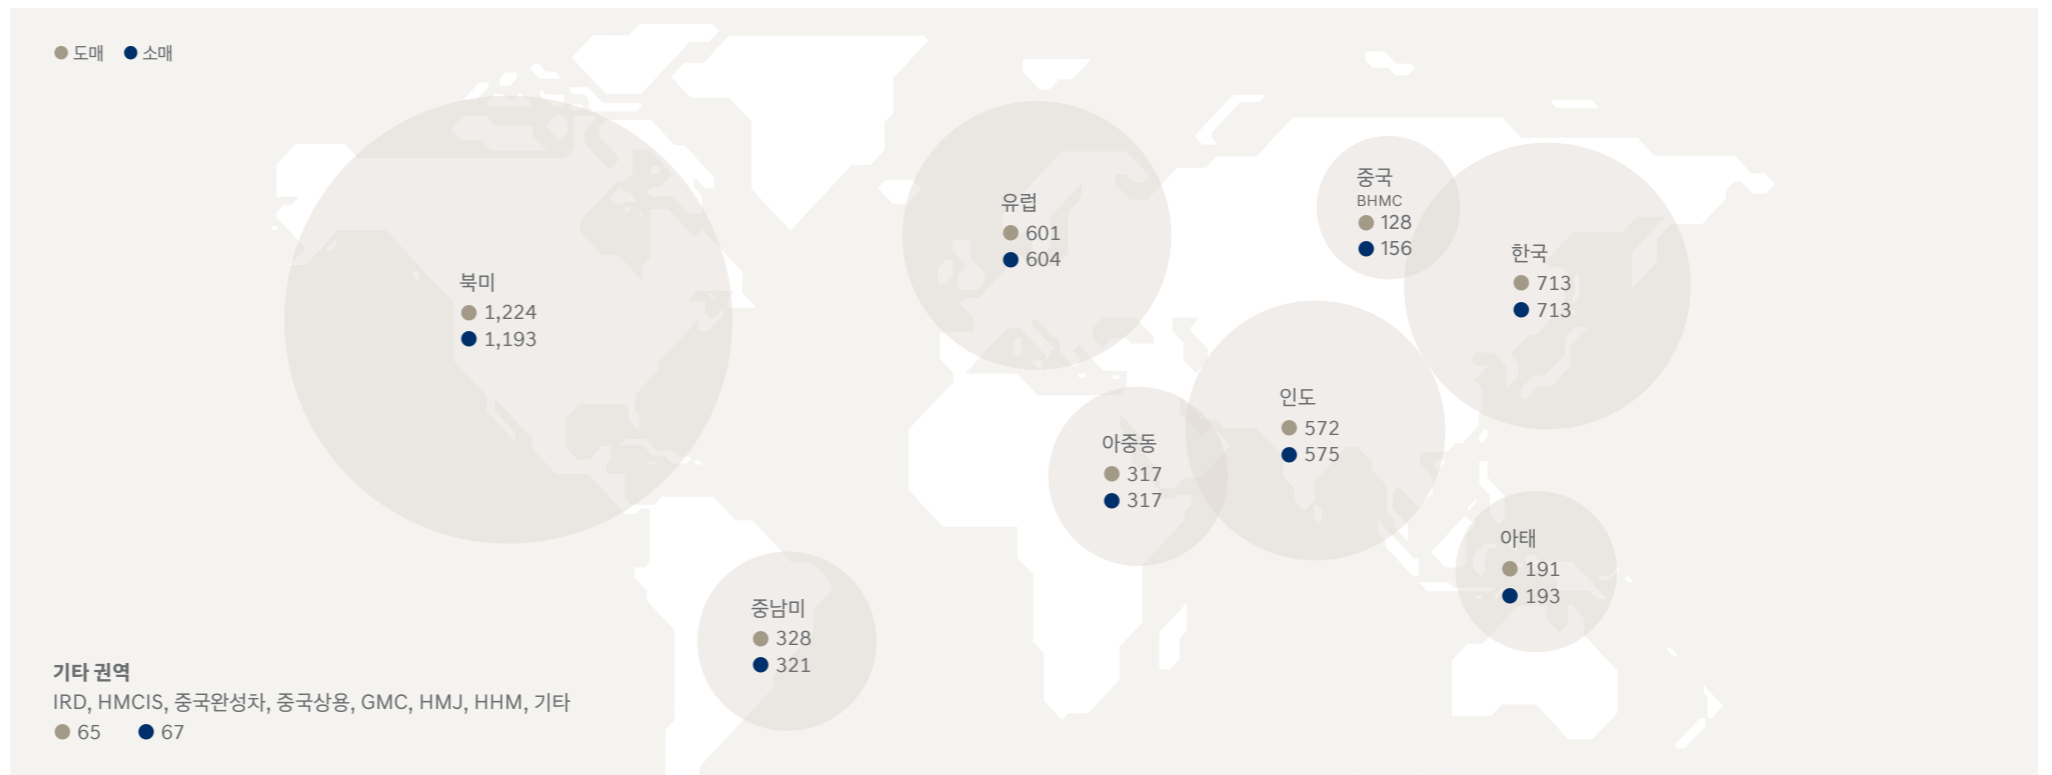 도매 소매
북미
1,224
1,193
유럽
601
604
중국
BHMC
128
156
한국
713
713
인도
572
575
아중동
317
317
아태
191
193
중남미
328
321
기타 권역
IRD, HMCIS, 중국완성차, 중국상용, GMC, HMJ, HHM, 기타
65 67